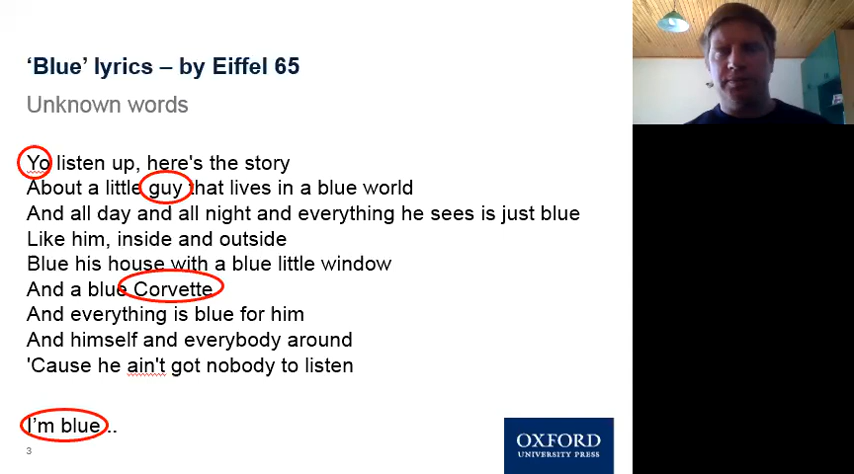 ‘Blue’ lyrics – by Eiffel 65
Unknown words
Yo listen up, here's the story
About a little guy that lives in a blue world
And all day and all night and everything he sees is just blue
Like him, inside and outside
Blue his house with a blue little window
And a blue Corvette
And everything is blue for him
And himself and everybody around
'Cause he ain't got nobody to listen
I’m blue..
3
OXFORD
UNIVERSITY PRESS